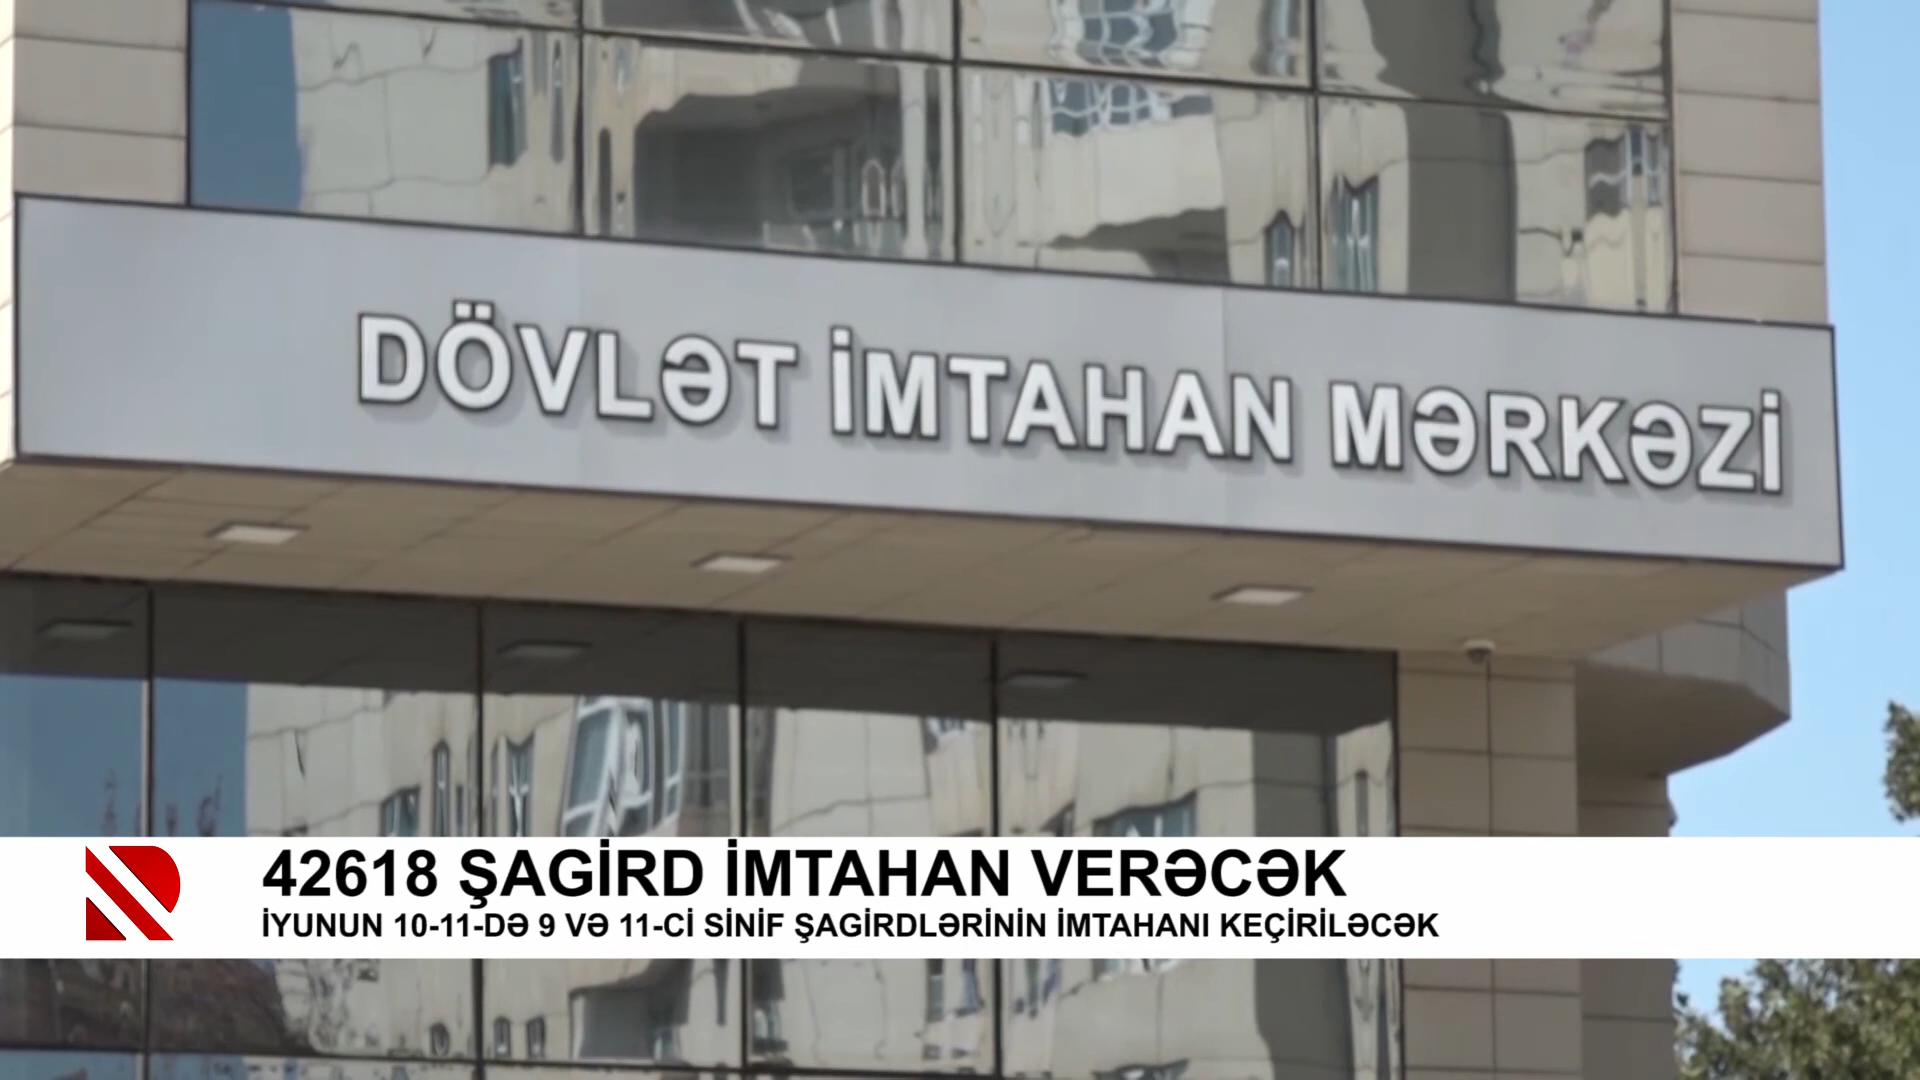 DÖVLƏT İMTAHAN MƏRKƏZİ
42618 ŞAGİRD İMTAHAN VERƏCƏK
İYUNUN 10-11-DƏ 9 VƏ 11-Cİ SİNİF ŞAGİRDLƏRİNİN İMTAHANI KEÇİRİLƏCƏK